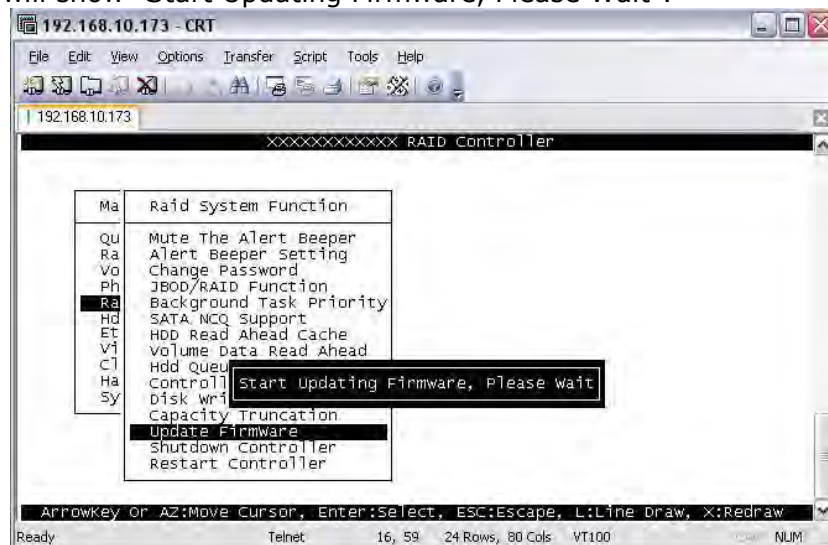 will show "Start Updating Firmware, Please Wait".
192.168.10.173 - CRT
File Edit View Options Transfer Script Tools Help
192.168.10.173
XXXXXXXXXXXX RAID Controller
Ma Raid System Function
Qu Mute The Alert Beeper
Ra Alert Beeper Setting
Vo Change Password
Ph JBOD/RAID Function
Ra Background Task Priority
Hd SATA NCQ Support
Et HDD Read Ahead Cache
Vi Volume Data Read Ahead
Cl Hdd Queu
Ha Controll
Start Updating Firmware, Please Wait
Sy Disk Wri
Capacity Truncation
Update Firmware
Shutdown Controller
Restart Controller
ArrowKey Or AZ:Move Cursor, Enter:Select, ESC:Escape, L:Line Draw, X:Redraw
Ready Telnet 16, 59 24 Rows, 80 Cols VT100 NUM